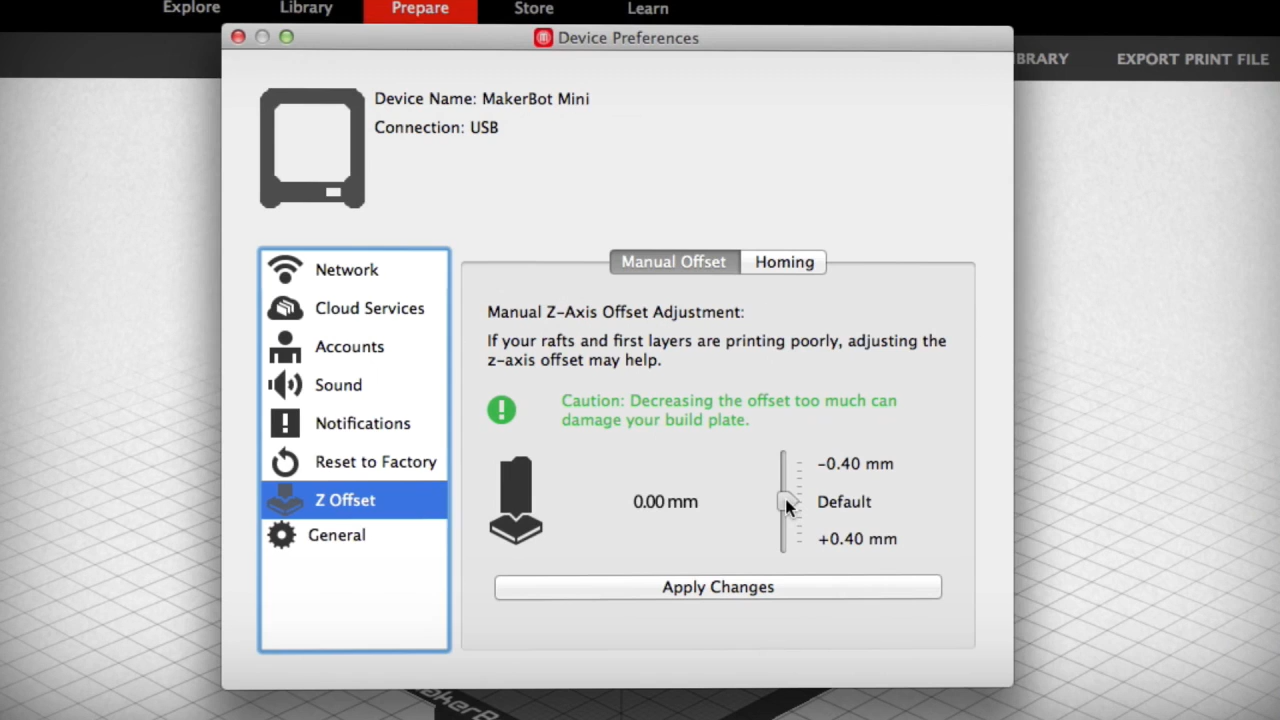 Explore Library Prepare Store Learn
Device Preferences
BRARY EXPORT PRINT FILE
Device Name: MakerBot Mini
Connection: USB
Network
Cloud Services
Accounts
Sound
Notifications
Reset to Factory
Z Offset
General
Manual Offset Homing
Manual Z-Axis Offset Adjustment:
If your rafts and first layers are printing poorly, adjusting the
z-axis offset may help.
Caution: Decreasing the offset too much can
damage your build plate.
-0.40 mm
0.00 mm Default
+0.40 mm
Apply Changes
akerB